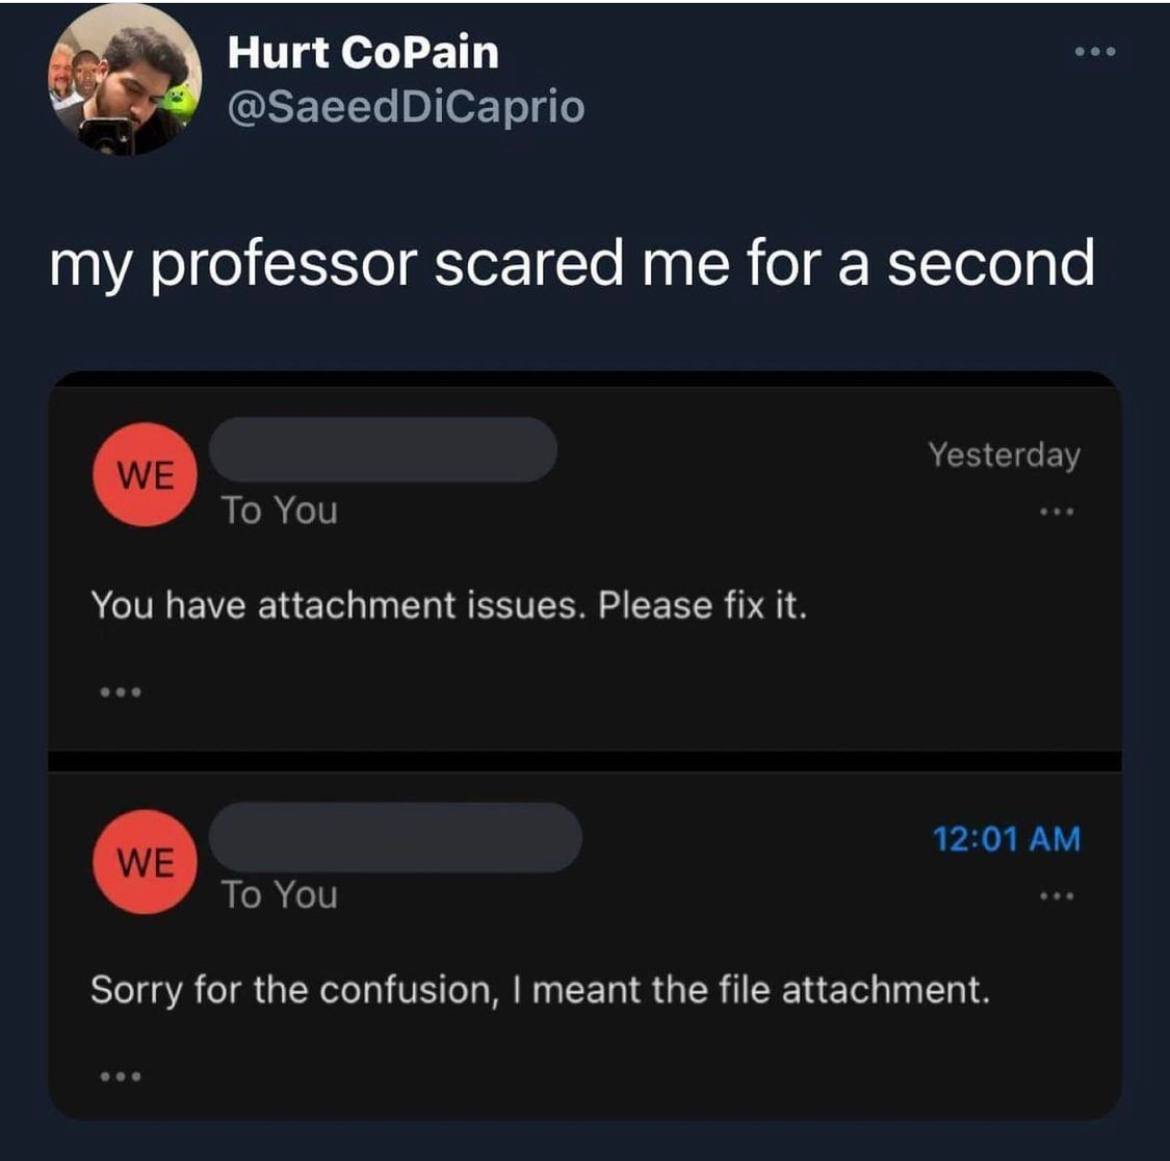 Hurt CoPain
@SaeedDiCaprio
my professor scared me for a second
WE
Yesterday
To You
You have attachment issues. Please fix it.
WE
12:01 AM
To You
Sorry for the confusion, I meant the file attachment.